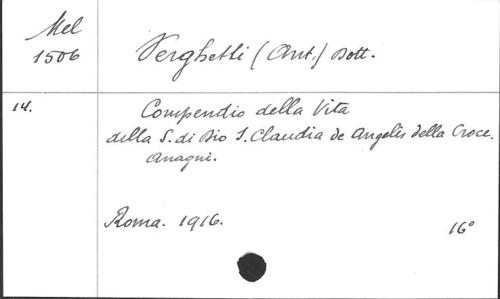 Mel
1506
Verghetti (Ant.) Dott.
14.
Compendio della Vita
della S. di Dio S. Claudia de Angelis della Croce.
Anagni.
Roma. 1916.
16°